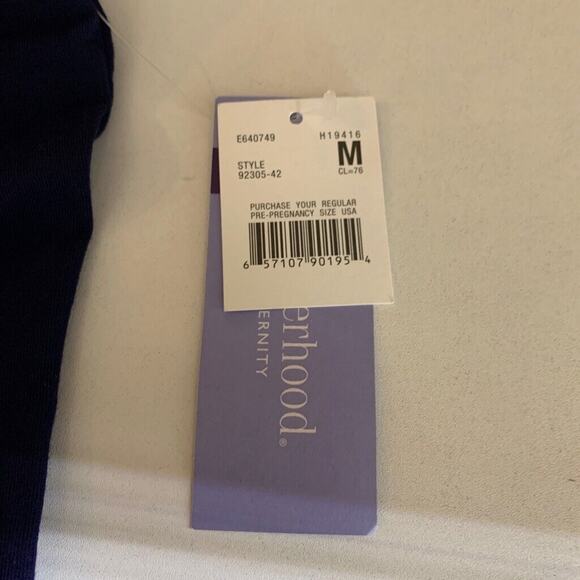 E640749 H19416
STYLE M
92305-42 CL=76
PURCHASE YOUR REGULAR
PRE-PREGNANCY SIZE USA
6 57107 90195 4
erhood®
ERNITY